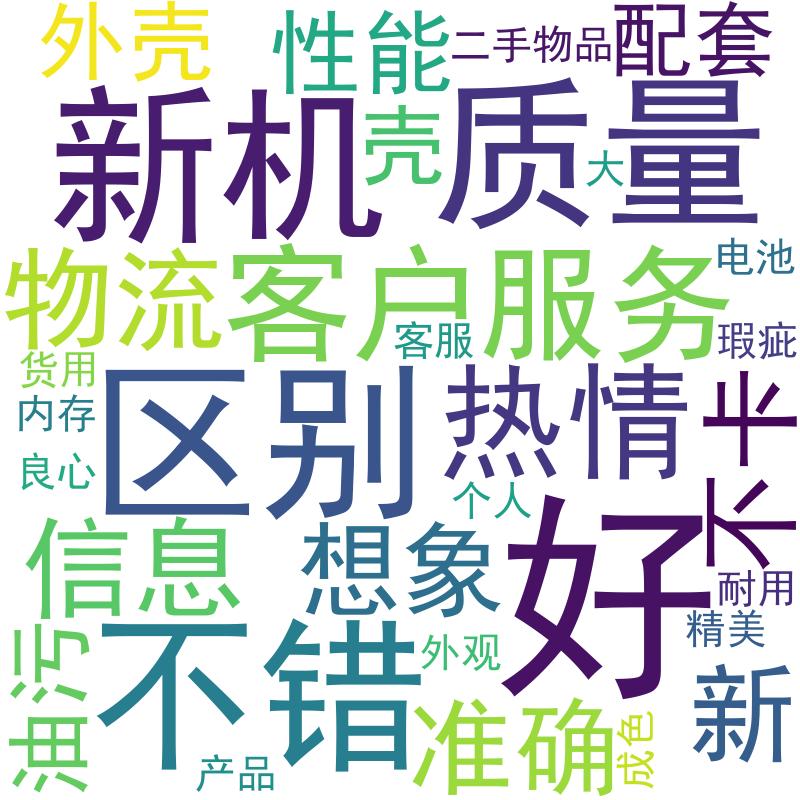 外壳
性能
二手物品
配套
新机
壳
质量
大
物流
客户服务
电池
客服
瑕疵
货用
内存
良心
区别
热情
不卡
个人
信息
想象
好
耐用
精美
油污
不错
外观
新
准确
成色
产品